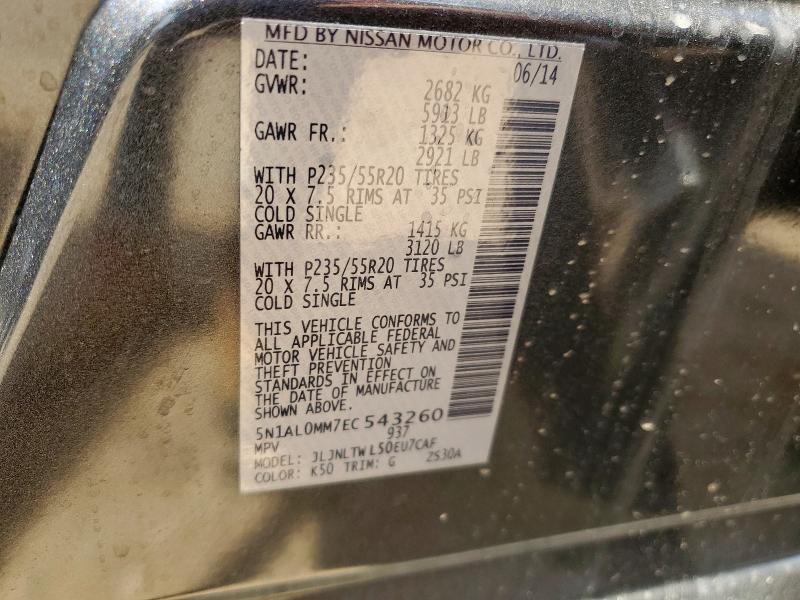 MFD BY NISSAN MOTOR CO., LTD.
DATE: 06/14
GVWR: 2682 KG
5913 LB
GAWR FR.: 1325 KG
2921 LB
WITH P235/55R20 TIRES
20 X 7.5 RIMS AT 35 PSI
COLD SINGLE
GAWR RR.: 1415 KG
3120 LB
WITH P235/55R20 TIRES
20 X 7.5 RIMS AT 35 PSI
COLD SINGLE
THIS VEHICLE CONFORMS TO
ALL APPLICABLE FEDERAL
MOTOR VEHICLE SAFETY AND
THEFT PREVENTION
STANDARDS IN EFFECT ON
THE DATE OF MANUFACTURE
SHOWN ABOVE.
5N1AL0MM7EC543260
MPV 937
MODEL: JLJNLTWL50EU7CAF
COLOR: K50 TRIM: G 2S30A